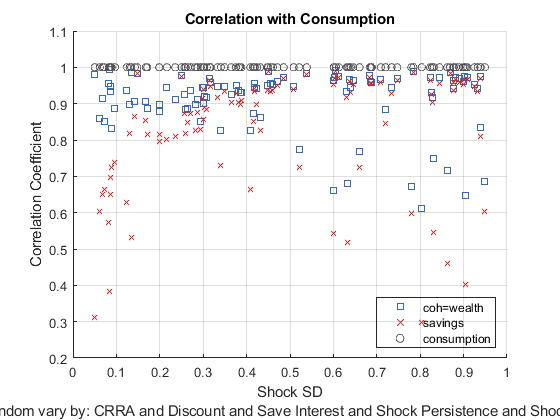 Correlation with Consumption
1.1
1
0.9
0.8
0.7
0.6
0.5
0.4
0.3
0.2
Correlation Coefficient
coh=wealth
savings
consumption
0 0.1 0.2 0.3 0.4 0.5 0.6 0.7 0.8 0.9 1
Shock SD
ndom vary by: CRRA and Discount and Save Interest and Shock Persistence and Shoc